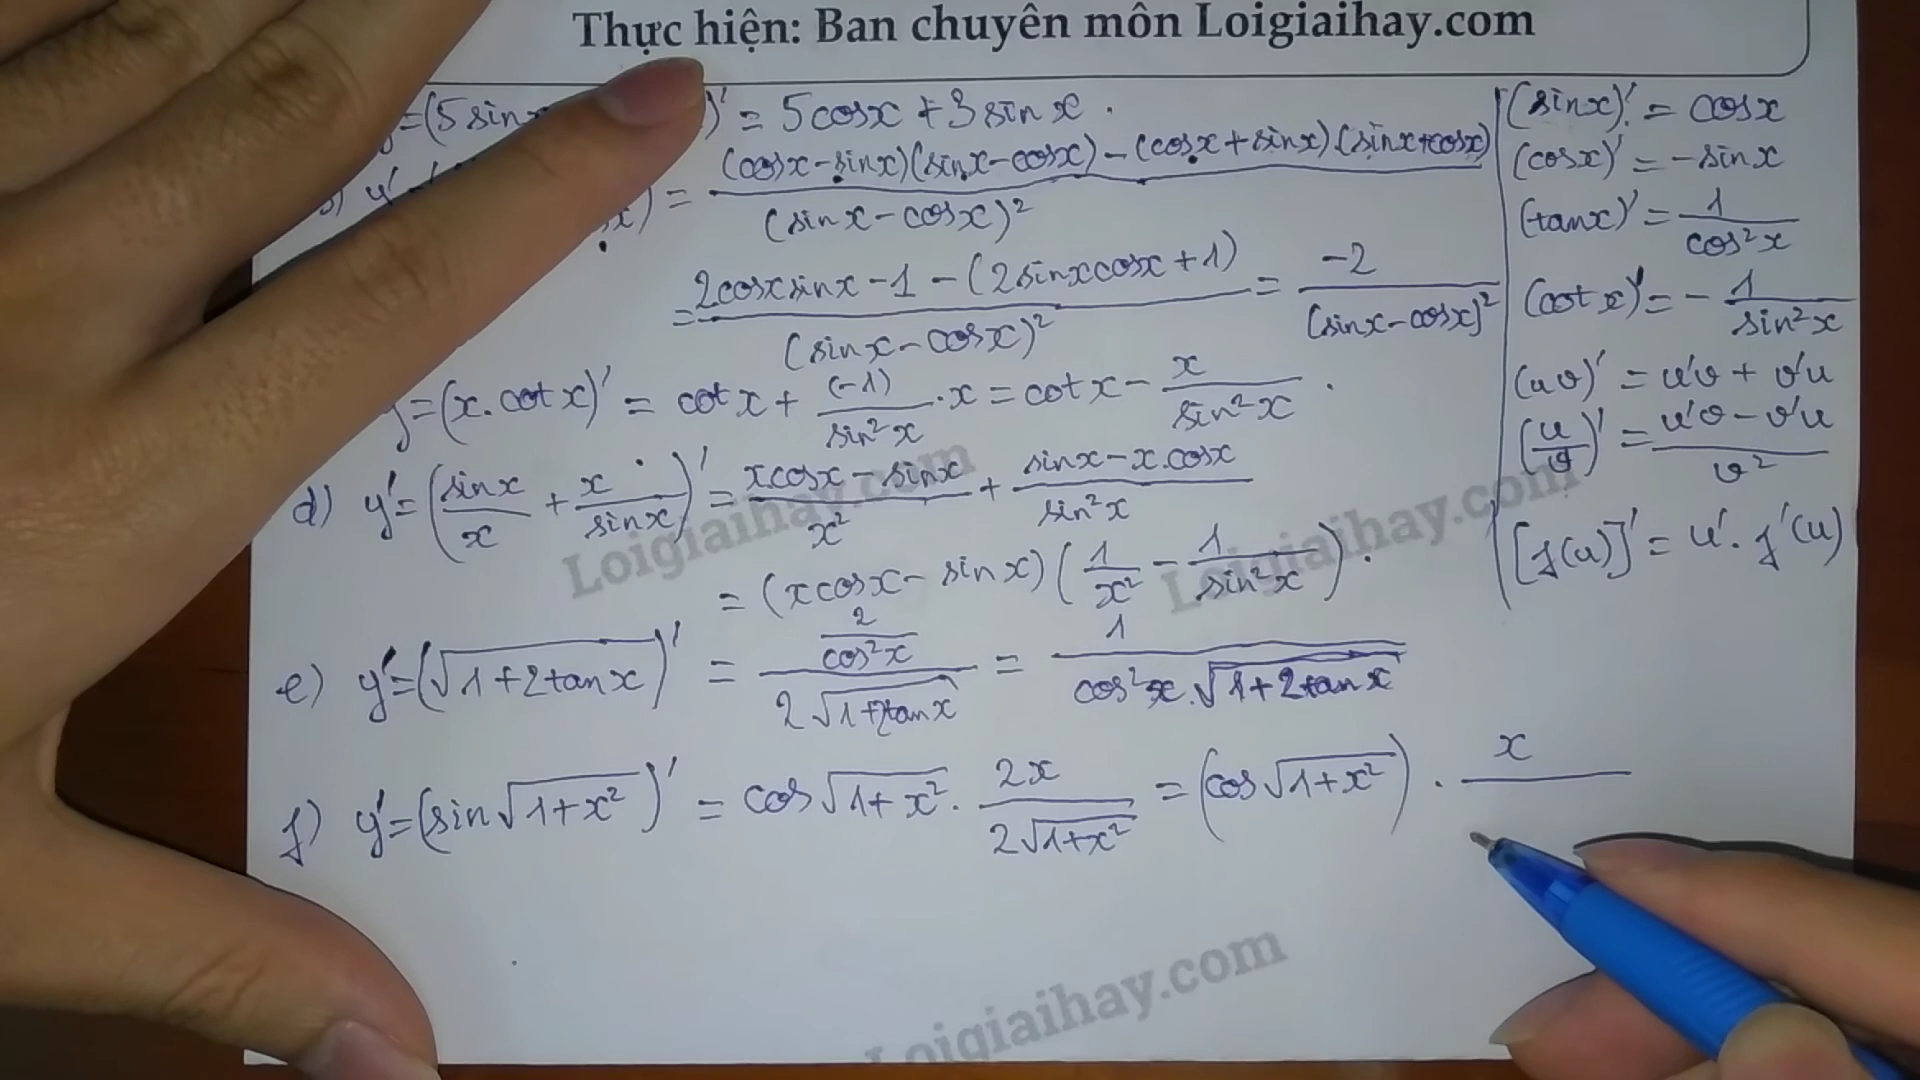 Thực hiện: Ban chuyên môn Loigiaihay.com
=(5sinx )' = 5cosx + 3sinx.
y' x) = (cosx-sinx)(sinx-cosx) - (cosx+sinx)(sinx+cosx) / (sinx-cosx)²
= 2cosxsinx - 1 - (2sinxcosx + 1) / (sinx-cosx)² = -2 / (sinx-cosx)²
y=(x.cotx)' = cotx + (-1)/sin²x . x = cotx - x/sin²x .
d) y'=(sinx/x + x/sinx)' = xcosx - sinx / x² + sinx - x.cosx / sin²x
= (xcosx - sinx)(1/x² - 1/sin²x).
e) y'=(√1+2tanx)' = 2/cos²x / 2√1+2tanx = 1 / cos²x.√1+2tanx
f) y'=(sin√1+x²)' = cos√1+x² . 2x / 2√1+x² = (cos√1+x²) . x
(sinx)' = cosx
(cosx)' = -sinx
(tanx)' = 1/cos²x
(cotx)' = - 1/sin²x
(uv)' = u'v + v'u
(u/v)' = u'v - v'u / v²
[f(u)]' = u'.f'(u)
Loigiaihay.com
Loigiaihay.com
Loigiaihay.com